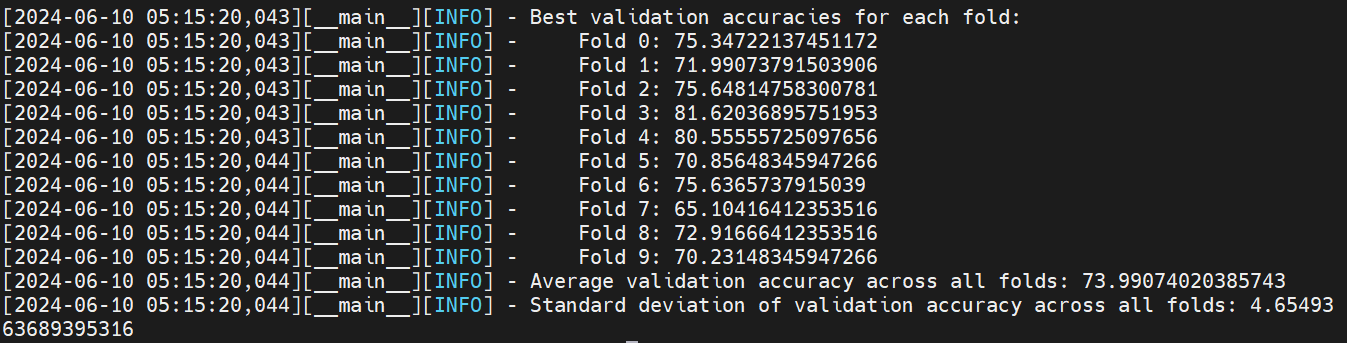 [2024-06-10 05:15:20,043][__main__][INFO] - Best validation accuracies for each fold:
[2024-06-10 05:15:20,043][__main__][INFO] -     Fold 0: 75.34722137451172
[2024-06-10 05:15:20,043][__main__][INFO] -     Fold 1: 71.99073791503906
[2024-06-10 05:15:20,043][__main__][INFO] -     Fold 2: 75.64814758300781
[2024-06-10 05:15:20,043][__main__][INFO] -     Fold 3: 81.62036895751953
[2024-06-10 05:15:20,043][__main__][INFO] -     Fold 4: 80.55555725097656
[2024-06-10 05:15:20,044][__main__][INFO] -     Fold 5: 70.85648345947266
[2024-06-10 05:15:20,044][__main__][INFO] -     Fold 6: 75.6365737915039
[2024-06-10 05:15:20,044][__main__][INFO] -     Fold 7: 65.10416412353516
[2024-06-10 05:15:20,044][__main__][INFO] -     Fold 8: 72.91666412353516
[2024-06-10 05:15:20,044][__main__][INFO] -     Fold 9: 70.23148345947266
[2024-06-10 05:15:20,044][__main__][INFO] - Average validation accuracy across all folds: 73.99074020385743
[2024-06-10 05:15:20,044][__main__][INFO] - Standard deviation of validation accuracy across all folds: 4.65493
63689395316